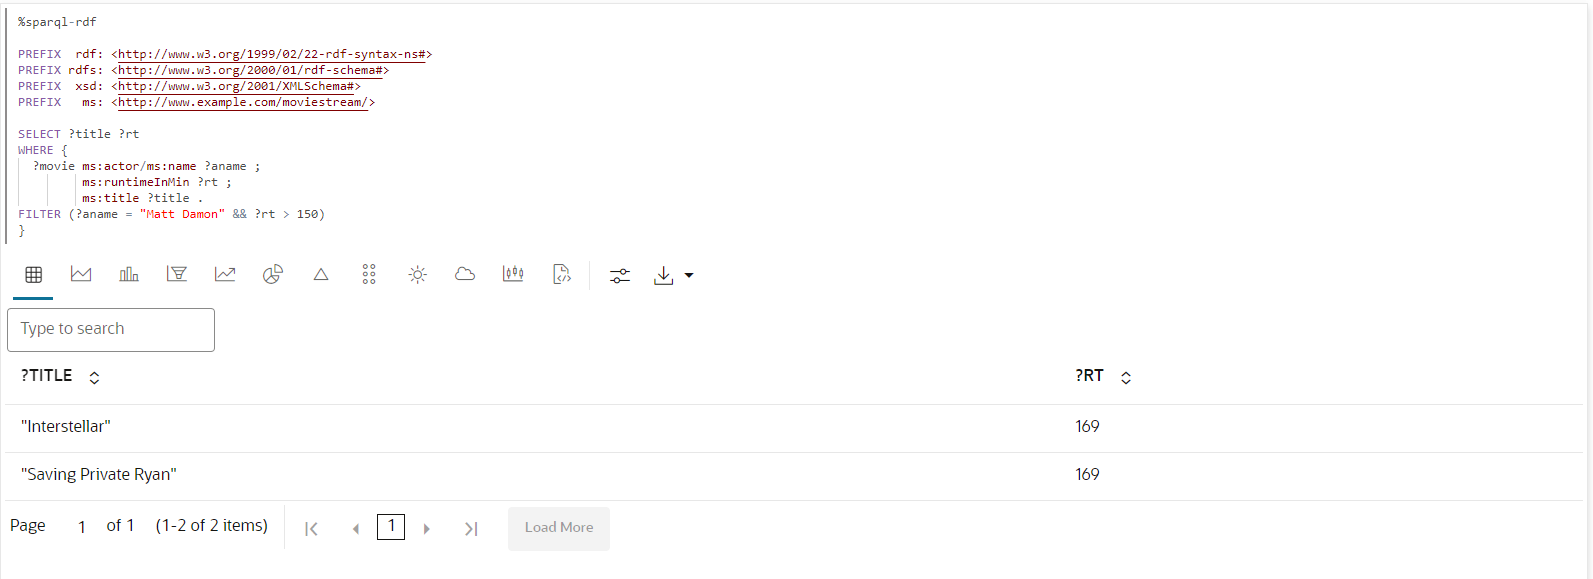 %sparql-rdf
PREFIX  rdf: <http://www.w3.org/1999/02/22-rdf-syntax-ns#>
PREFIX rdfs: <http://www.w3.org/2000/01/rdf-schema#>
PREFIX  xsd: <http://www.w3.org/2001/XMLSchema#>
PREFIX   ms: <http://www.example.com/moviestream/>
SELECT ?title ?rt
WHERE {
  ?movie ms:actor/ms:name ?aname ;
         ms:runtimeInMin ?rt ;
         ms:title ?title .
FILTER (?aname = "Matt Damon" && ?rt > 150)
}
Type to search
?TITLE ?RT
"Interstellar" 169
"Saving Private Ryan" 169
Page 1 of 1 (1-2 of 2 items) 1 Load More